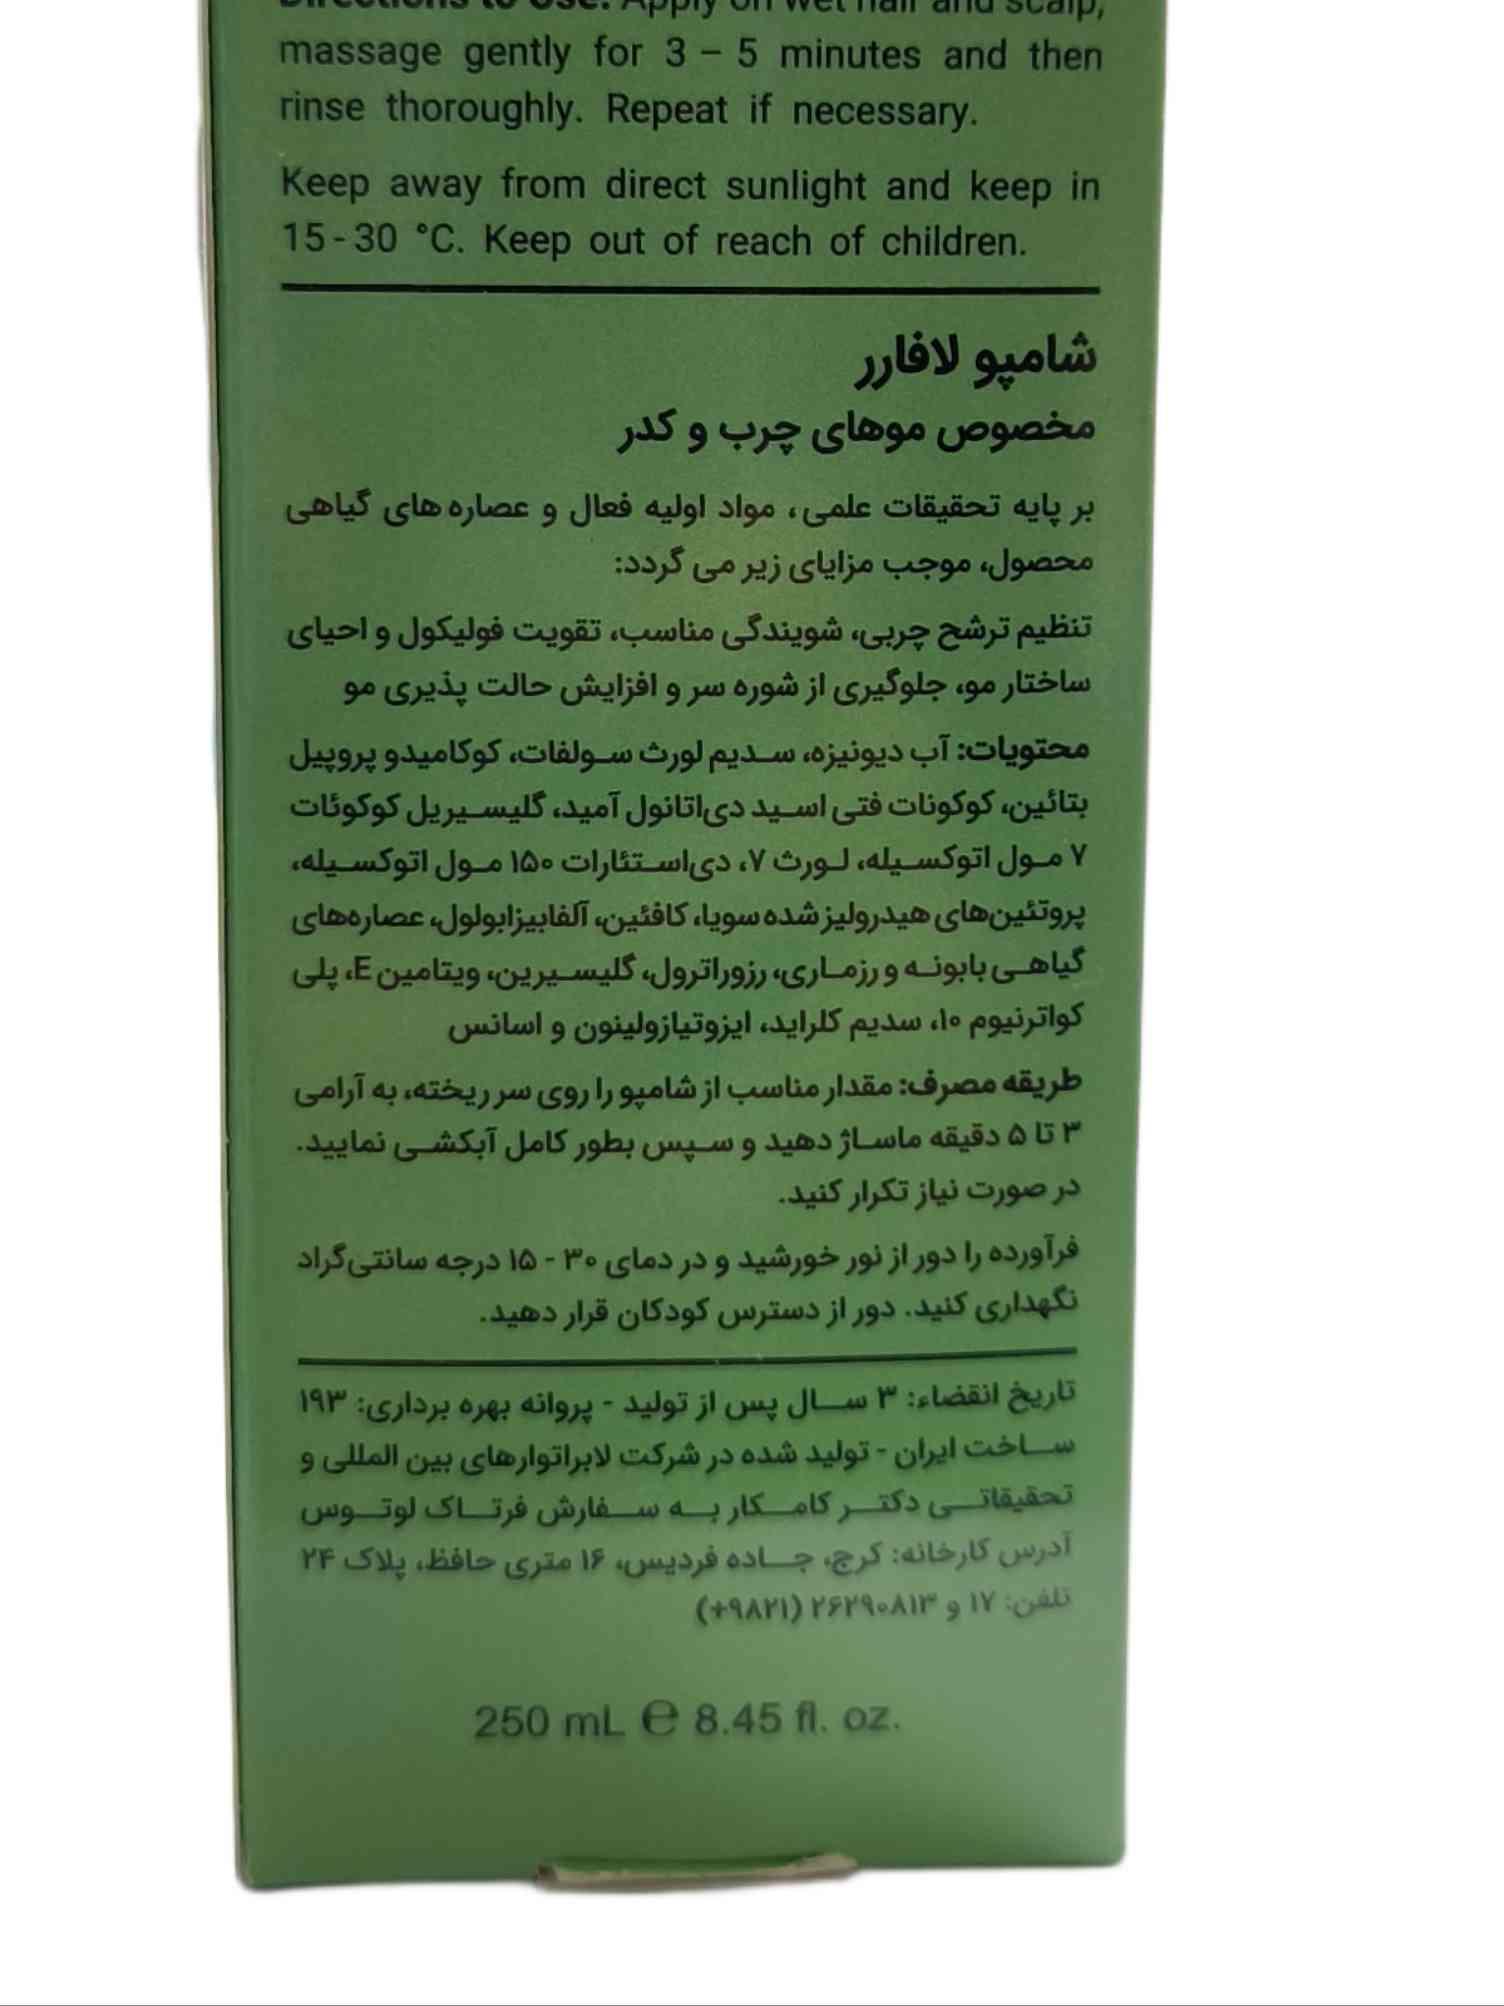 Directions to Use: Apply on wet hair and scalp,
massage gently for 3 – 5 minutes and then
rinse thoroughly. Repeat if necessary.
Keep away from direct sunlight and keep in
15-30 °C. Keep out of reach of children.
شامپو لافارر
مخصوص موهای چرب و کدر
بر پایه تحقیقات علمی، مواد اولیه فعال و عصاره های گیاهی
محصول، موجب مزایای زیر می گردد:
تنظیم ترشح چربی، شویندگی مناسب، تقویت فولیکول و احیای
ساختار مو، جلوگیری از شوره سر و افزایش حالت پذیری مو
محتویات: آب دیونیزه، سدیم لورث سولفات، کوکامیدو پروپیل
بتائین، کوکونات فتی اسید دی‌اتانول آمید، گلیسیریل کوکوئات
۷ مول اتوکسیله، لورث ۷، دی‌استئارات ۱۵۰ مول اتوکسیله،
پروتئین‌های هیدرولیز شده سویا، کافئین، آلفابیزابولول، عصاره‌های
گیاهی بابونه و رزماری، رزوراترول، گلیسیرین، ویتامین E، پلی
کواترنیوم ۱۰، سدیم کلراید، ایزوتیازولینون و اسانس
طریقه مصرف: مقدار مناسب از شامپو را روی سر ریخته، به آرامی
۳ تا ۵ دقیقه ماساژ دهید و سپس بطور کامل آبکشی نمایید.
در صورت نیاز تکرار کنید.
فرآورده را دور از نور خورشید و در دمای ۳۰ - ۱۵ درجه سانتی‌گراد
نگهداری کنید. دور از دسترس کودکان قرار دهید.
تاریخ انقضاء: ۳ سال پس از تولید - پروانه بهره برداری: ۱۹۳
ساخت ایران - تولید شده در شرکت لابراتوارهای بین المللی و
تحقیقاتی دکتر کامکار به سفارش فرتاک لوتوس
آدرس کارخانه: کرج، جاده فردیس، ۱۶ متری حافظ، پلاک ۲۴
تلفن: ۱۷ و ۲۶۲۹۰۸۱۳ (۹۸۲۱+)
250 mL ℮ 8.45 fl. oz.